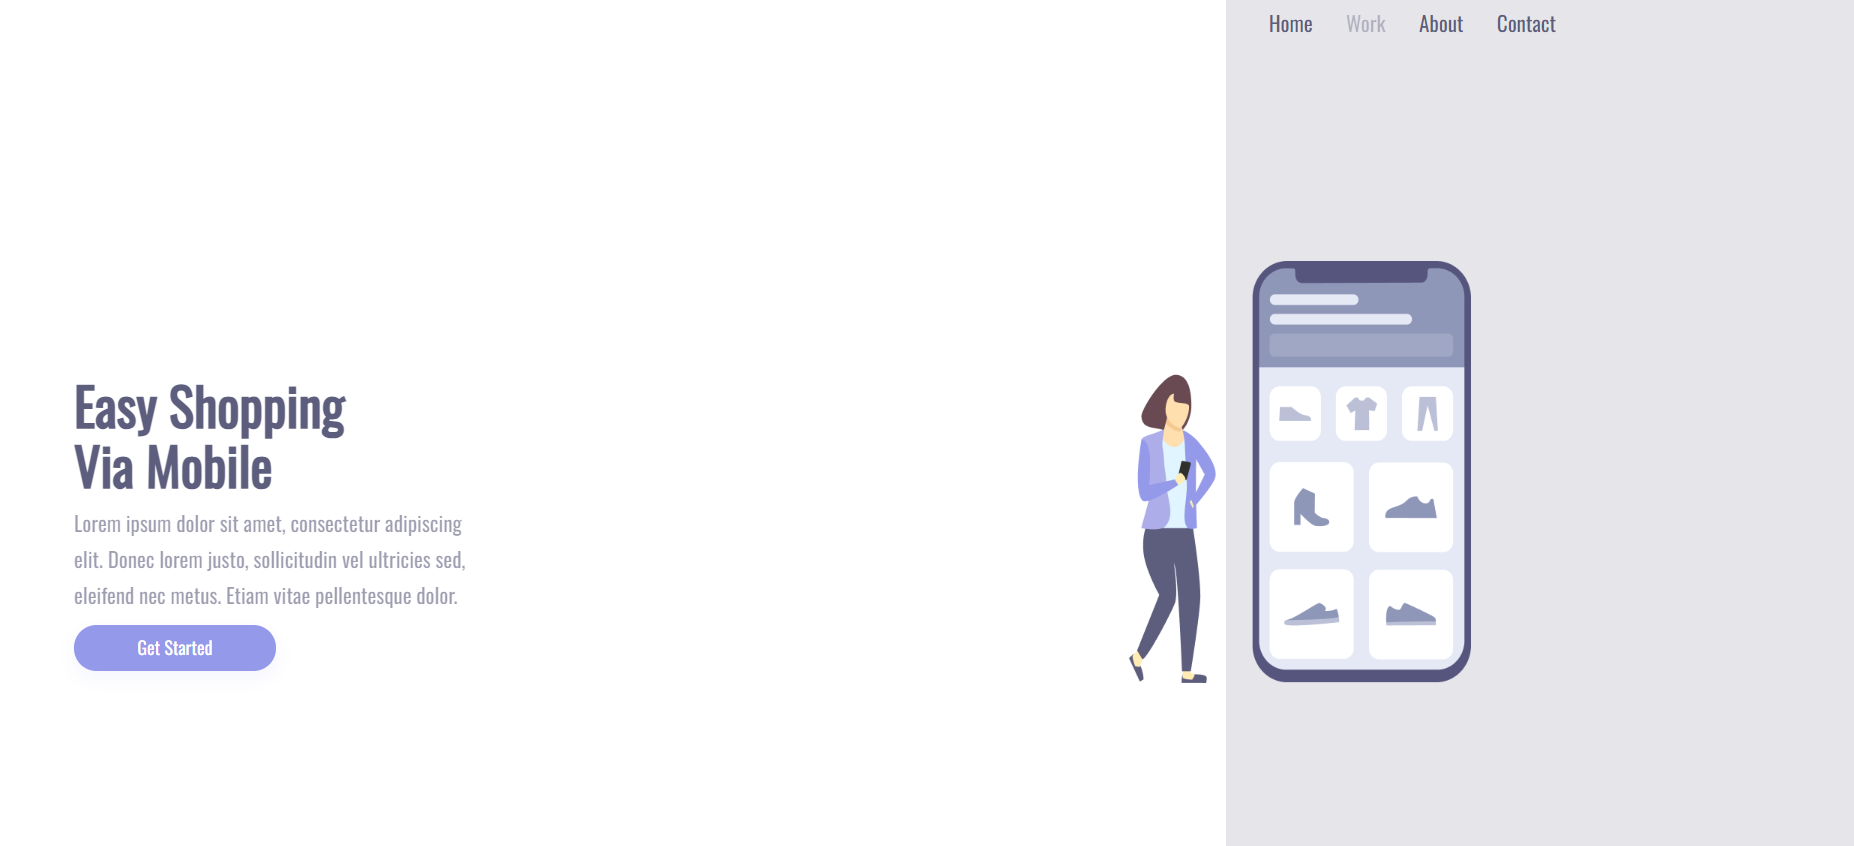 Home Work About Contact
Easy Shopping
Via Mobile
Lorem ipsum dolor sit amet, consectetur adipiscing
elit. Donec lorem justo, sollicitudin vel ultricies sed,
eleifend nec metus. Etiam vitae pellentesque dolor.
Get Started